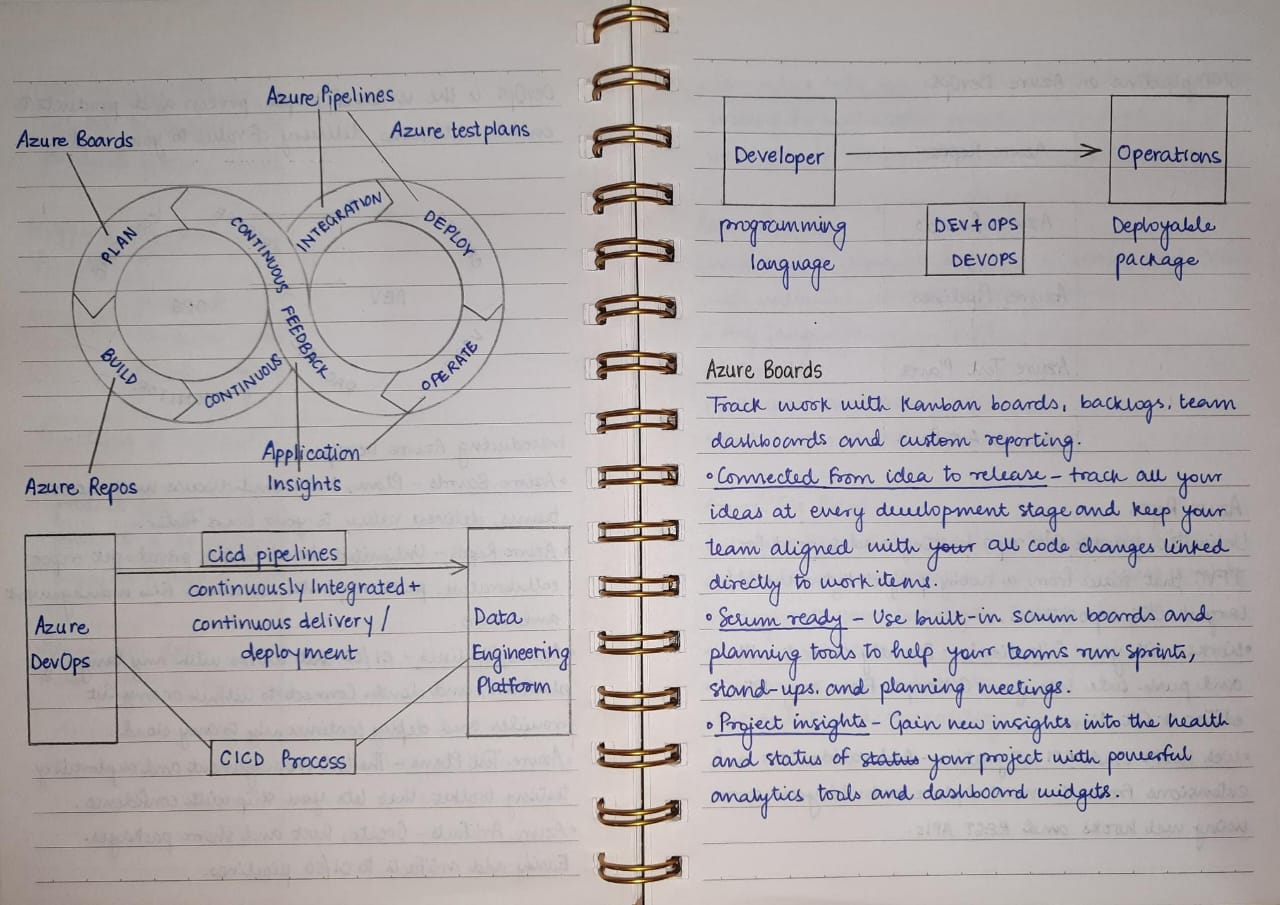 Azure Pipelines
Azure testplans
Azure Boards
PLAN
CONTINUOUS
INTEGRATION
DEPLOY
FEEDBACK
BUILD
CONTINUOUS
OPERATE
Application
Insights
Azure Repos
cicd pipelines
continuously Integrated +
continuous delivery /
deployment
Azure
DevOps
Data
Engineering
Platform
CICD Process
Developer
Operations
programming
language
DEV+ OPS
DEVOPS
Deployable
package
Azure Boards
Track work with Kanban boards, backlogs, team
dashboards and custom reporting.
• Connected from idea to release – track all your
ideas at every development stage and keep your
team aligned with your all code changes linked
directly to work items.
• Scrum ready – Use built-in scrum boards and
planning tools to help your teams run sprints,
stand-ups, and planning meetings.
• Project insights – Gain new insights into the health
and status of status your project with powerful
analytics tools and dashboard widgets.